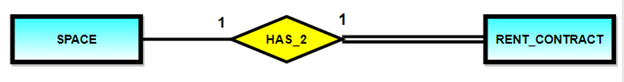 1
1
SPACE
HAS_2
RENT_CONTRACT